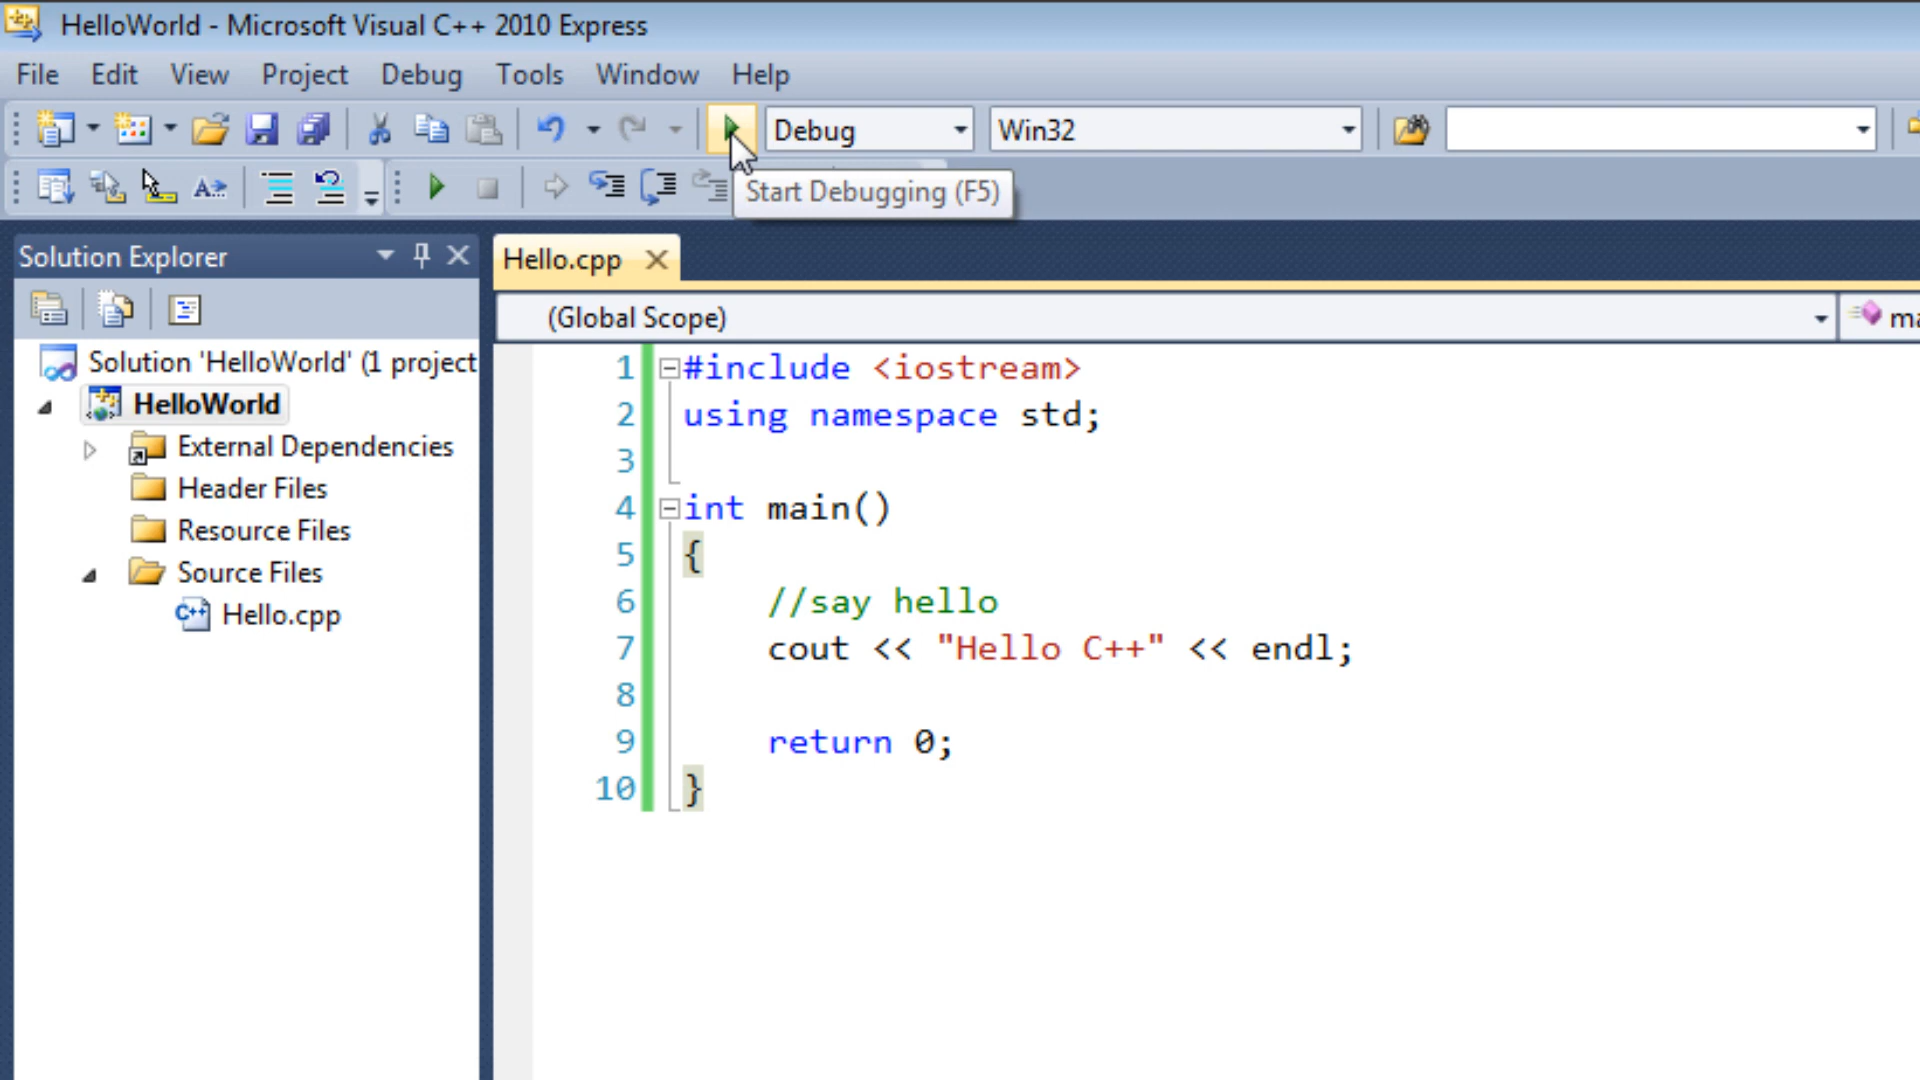 HelloWorld - Microsoft Visual C++ 2010 Express
File Edit View Project Debug Tools Window Help
Debug Win32
Start Debugging (F5)
Solution Explorer
Hello.cpp
(Global Scope)
Solution 'HelloWorld' (1 project
HelloWorld
External Dependencies
Header Files
Resource Files
Source Files
Hello.cpp
1 #include <iostream>
2 using namespace std;
3
4 int main()
5 {
6 //say hello
7 cout << "Hello C++" << endl;
8
9 return 0;
10 }